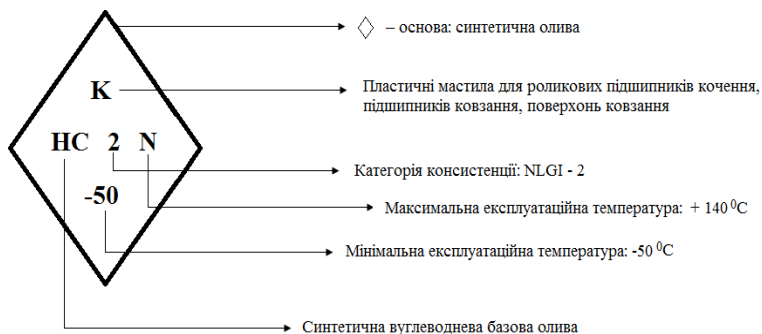 – основа: синтетична олива
K
Пластичні мастила для роликових підшипників кочення,
підшипників ковзання, поверхонь ковзання
HC 2 N
Категорія консистенції: NLGI - 2
-50
Максимальна експлуатаційна температура: + 140 ⁰C
Мінімальна експлуатаційна температура: -50 ⁰C
Синтетична вуглеводнева базова олива